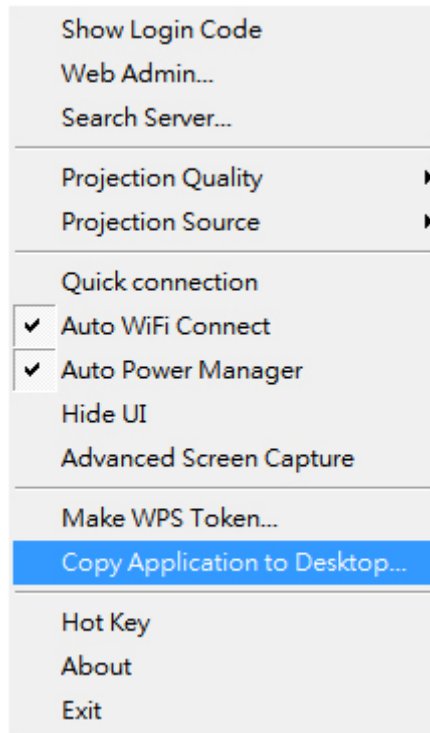 Show Login Code
Web Admin...
Search Server...
Projection Quality
Projection Source
Quick connection
Auto WiFi Connect
Auto Power Manager
Hide UI
Advanced Screen Capture
Make WPS Token...
Copy Application to Desktop...
Hot Key
About
Exit